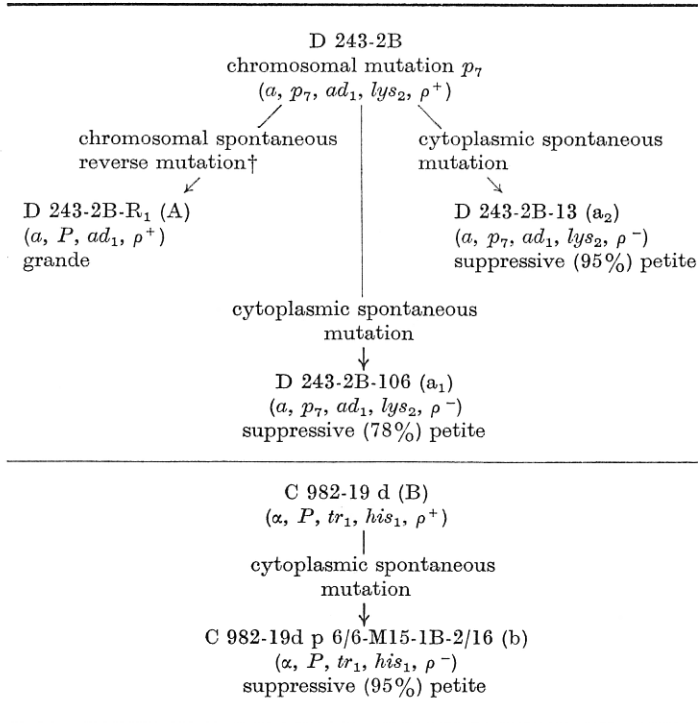 D 243-2B
chromosomal mutation p₇
(a, p₇, ad₁, lys₂, ρ⁺)
chromosomal spontaneous
reverse mutation†
D 243-2B-R₁ (A)
(a, P, ad₁, ρ⁺)
grande
cytoplasmic spontaneous
mutation
D 243-2B-13 (a₂)
(a, p₇, ad₁, lys₂, ρ⁻)
suppressive (95%) petite
cytoplasmic spontaneous
mutation
D 243-2B-106 (a₁)
(a, p₇, ad₁, lys₂, ρ⁻)
suppressive (78%) petite
C 982-19 d (B)
(α, P, tr₁, his₁, ρ⁺)
cytoplasmic spontaneous
mutation
C 982-19d p 6/6-M15-1B-2/16 (b)
(α, P, tr₁, his₁, ρ⁻)
suppressive (95%) petite